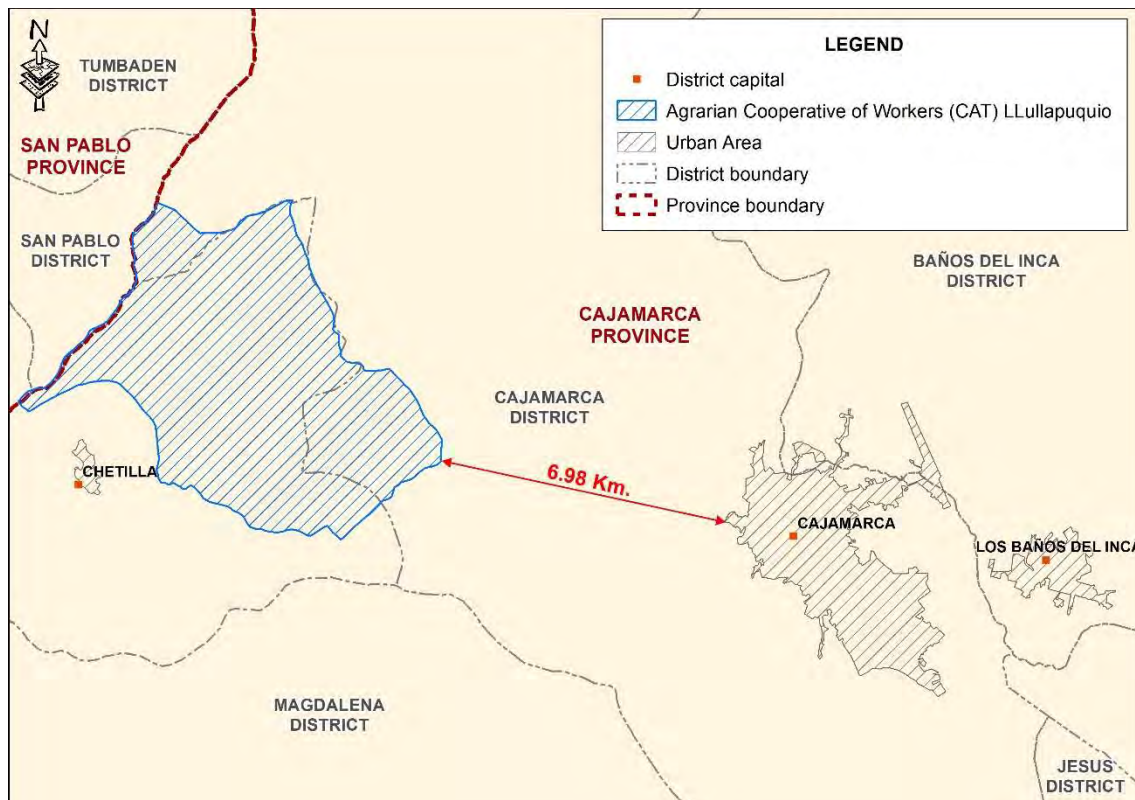 N
TUMBADEN
DISTRICT
SAN PABLO
PROVINCE
SAN PABLO
DISTRICT
LEGEND
District capital
Agrarian Cooperative of Workers (CAT) LLullapuquio
Urban Area
District boundary
Province boundary
BAÑOS DEL INCA
DISTRICT
CAJAMARCA
PROVINCE
CAJAMARCA
DISTRICT
CHETILLA
6.98 Km.
CAJAMARCA
LOS BAÑOS DEL INCA
MAGDALENA
DISTRICT
JESUS
DISTRICT